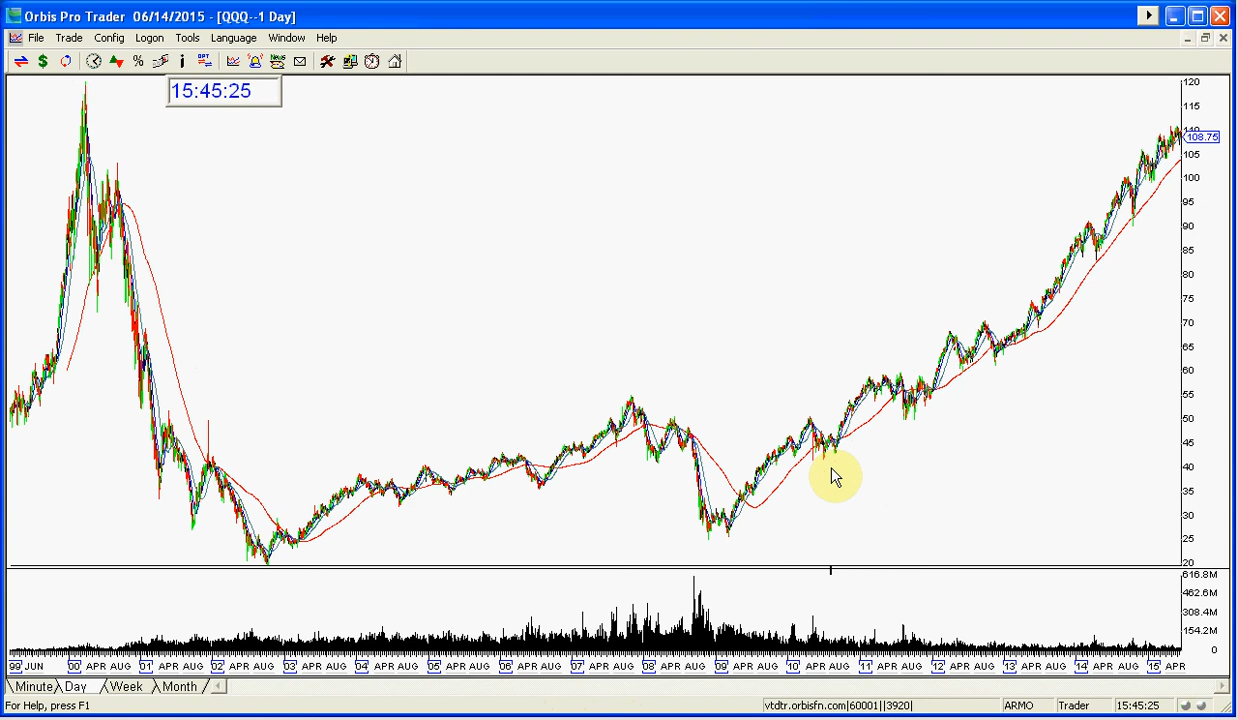 Orbis Pro Trader 06/14/2015 - [QQQ--1 Day]
File Trade Config Logon Tools Language Window Help
% i OPT News
15:45:25
120
115
110
108.75
105
100
95
90
85
80
75
70
65
60
55
50
45
40
35
30
25
20
616.8M
462.6M
308.4M
154.2M
0
99 JUN 00 APR AUG 01 APR AUG 02 APR AUG 03 APR AUG 04 APR AUG 05 APR AUG 06 APR AUG 07 APR AUG 08 APR AUG 09 APR AUG 10 APR AUG 11 APR AUG 12 APR AUG 13 APR AUG 14 APR AUG 15 APR
Minute Day Week Month
For Help, press F1 vtdtr.orbisfn.com|60001||3920| ARMO Trader 15:45:25